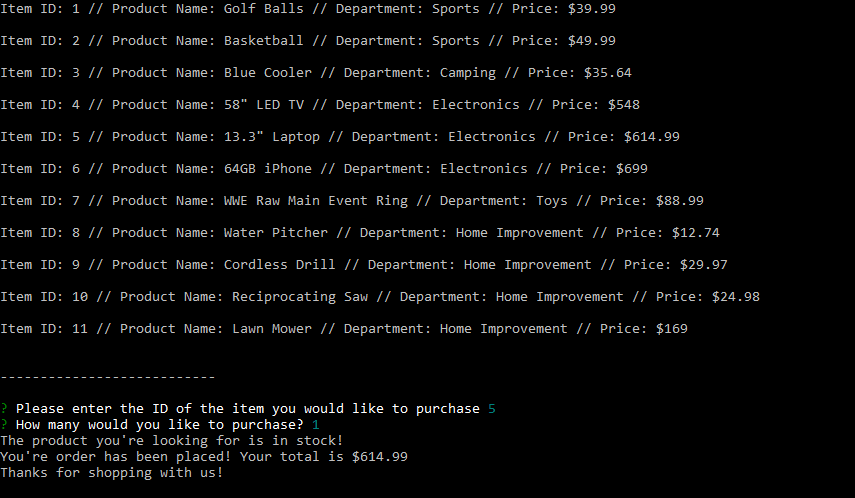 Item ID: 1 // Product Name: Golf Balls // Department: Sports // Price: $39.99
Item ID: 2 // Product Name: Basketball // Department: Sports // Price: $49.99
Item ID: 3 // Product Name: Blue Cooler // Department: Camping // Price: $35.64
Item ID: 4 // Product Name: 58" LED TV // Department: Electronics // Price: $548
Item ID: 5 // Product Name: 13.3" Laptop // Department: Electronics // Price: $614.99
Item ID: 6 // Product Name: 64GB iPhone // Department: Electronics // Price: $699
Item ID: 7 // Product Name: WWE Raw Main Event Ring // Department: Toys // Price: $88.99
Item ID: 8 // Product Name: Water Pitcher // Department: Home Improvement // Price: $12.74
Item ID: 9 // Product Name: Cordless Drill // Department: Home Improvement // Price: $29.97
Item ID: 10 // Product Name: Reciprocating Saw // Department: Home Improvement // Price: $24.98
Item ID: 11 // Product Name: Lawn Mower // Department: Home Improvement // Price: $169
---------------------------
? Please enter the ID of the item you would like to purchase 5
? How many would you like to purchase? 1
The product you're looking for is in stock!
You're order has been placed! Your total is $614.99
Thanks for shopping with us!